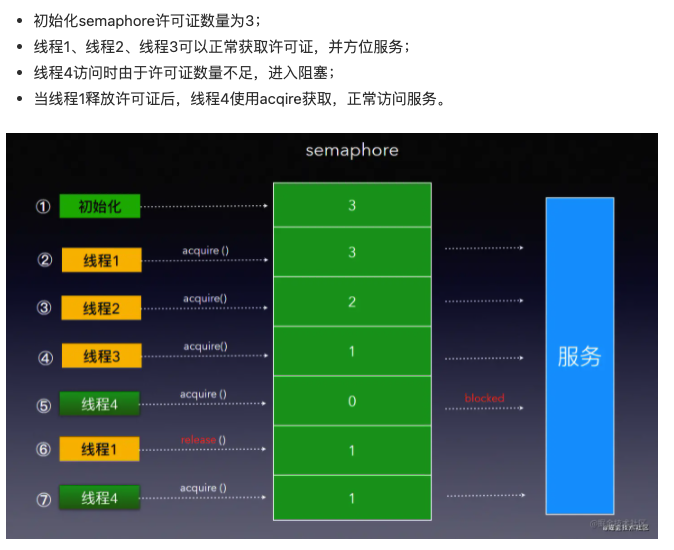 初始化semaphore许可证数量为3；
线程1、线程2、线程3可以正常获取许可证，并方位服务；
线程4访问时由于许可证数量不足，进入阻塞；
当线程1释放许可证后，线程4使用acqire获取，正常访问服务。
semaphore
① 初始化 3
② 线程1 acquire () 3
③ 线程2 acquire() 2
④ 线程3 acquire() 1
服务
⑤ 线程4 acquire () 0 blocked
⑥ 线程1 release () 1
⑦ 线程4 acquire () 1
@掘金技术社区